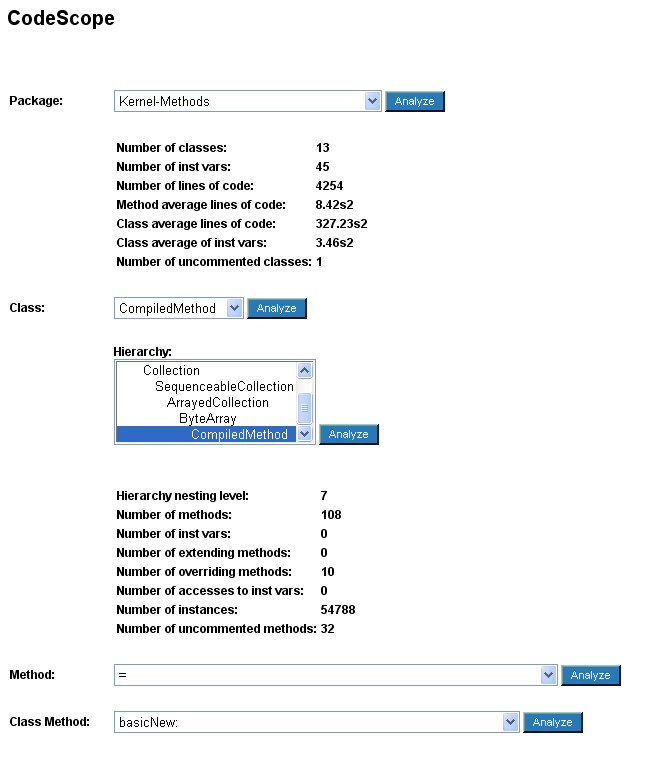 CodeScope
Package: Kernel-Methods Analyze
Number of classes: 13
Number of inst vars: 45
Number of lines of code: 4254
Method average lines of code: 8.42s2
Class average lines of code: 327.23s2
Class average of inst vars: 3.46s2
Number of uncommented classes: 1
Class: CompiledMethod Analyze
Hierarchy:
Collection
SequenceableCollection
ArrayedCollection
ByteArray
CompiledMethod Analyze
Hierarchy nesting level: 7
Number of methods: 108
Number of inst vars: 0
Number of extending methods: 0
Number of overriding methods: 10
Number of accesses to inst vars: 0
Number of instances: 54788
Number of uncommented methods: 32
Method: = Analyze
Class Method: basicNew: Analyze